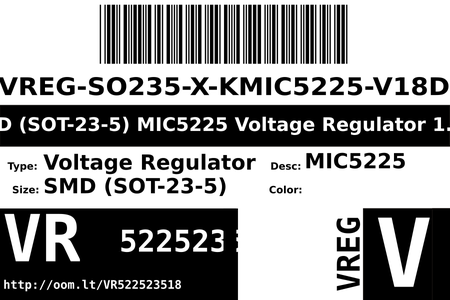 VREG-SO235-X-KMIC5225-V18D
D (SOT-23-5) MIC5225 Voltage Regulator 1.
Type: Voltage Regulator Desc: MIC5225
Size: SMD (SOT-23-5) Color:
VR 522523
VREG V
http://oom.lt/VR522523518